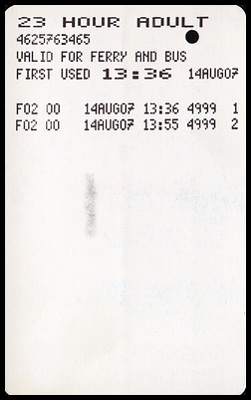 23 HOUR ADULT
4625763465
VALID FOR FERRY AND BUS
FIRST USED 13:36 14AUG07
F02 00 14AUG07 13:36 4999 1
F02 00 14AUG07 13:55 4999 2